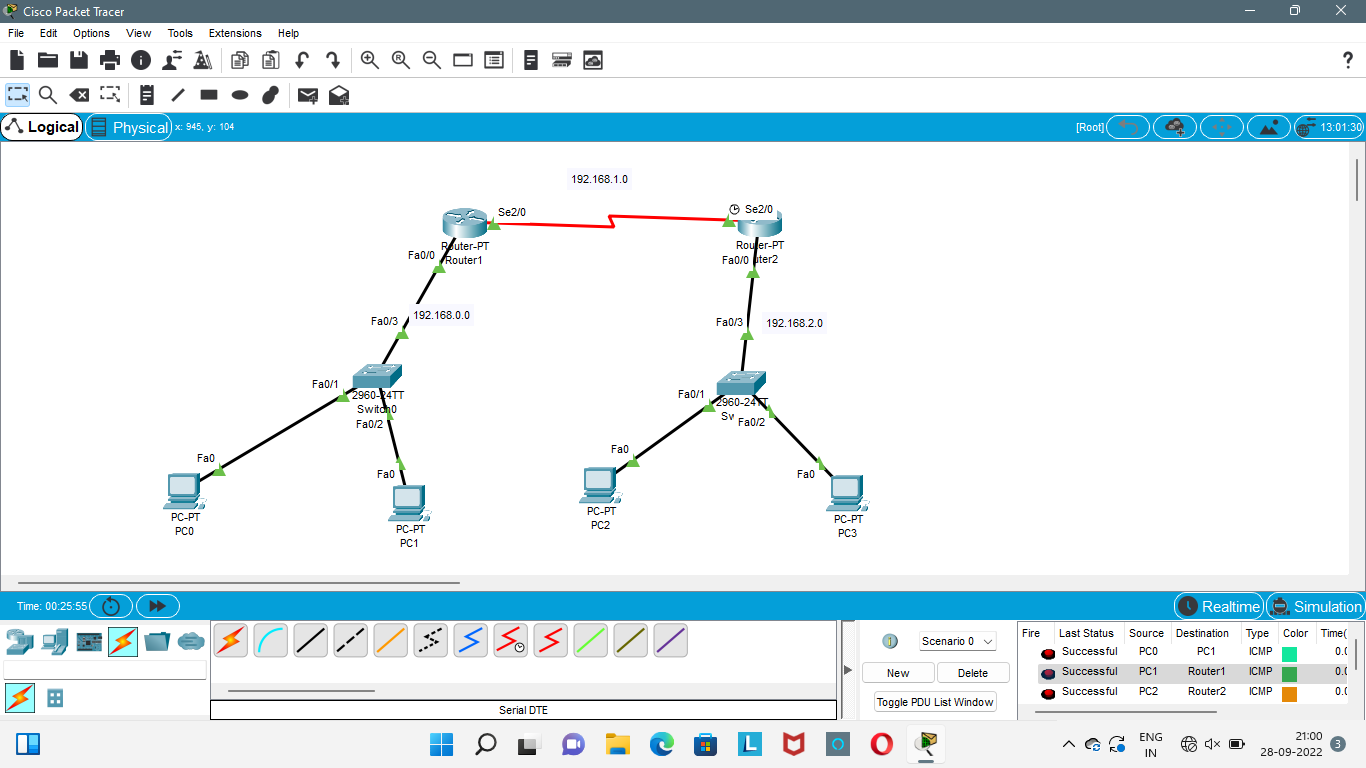 Cisco Packet Tracer
File Edit Options View Tools Extensions Help
?
Logical Physical x: 945, y: 104 [Root] 13:01:30
192.168.1.0
Se2/0 Se2/0
Router-PT Router-PT
Router1
Fa0/0 Fa0/0
192.168.0.0
Fa0/3 Fa0/3 192.168.2.0
Fa0/1 Fa0/1
2960-24TT 2960-24TT
Switch0 Sw
Fa0/2 Fa0/2
Fa0 Fa0
Fa0 Fa0
PC-PT PC-PT PC-PT PC-PT
PC0 PC1 PC2 PC3
Time: 00:25:55 Realtime Simulation
Scenario 0
New Delete
Toggle PDU List Window
Fire Last Status Source Destination Type Color Time(
Successful PC0 PC1 ICMP 0.0
Successful PC1 Router1 ICMP 0.0
Successful PC2 Router2 ICMP 0.0
Serial DTE
ENG
IN
21:00
28-09-2022
3